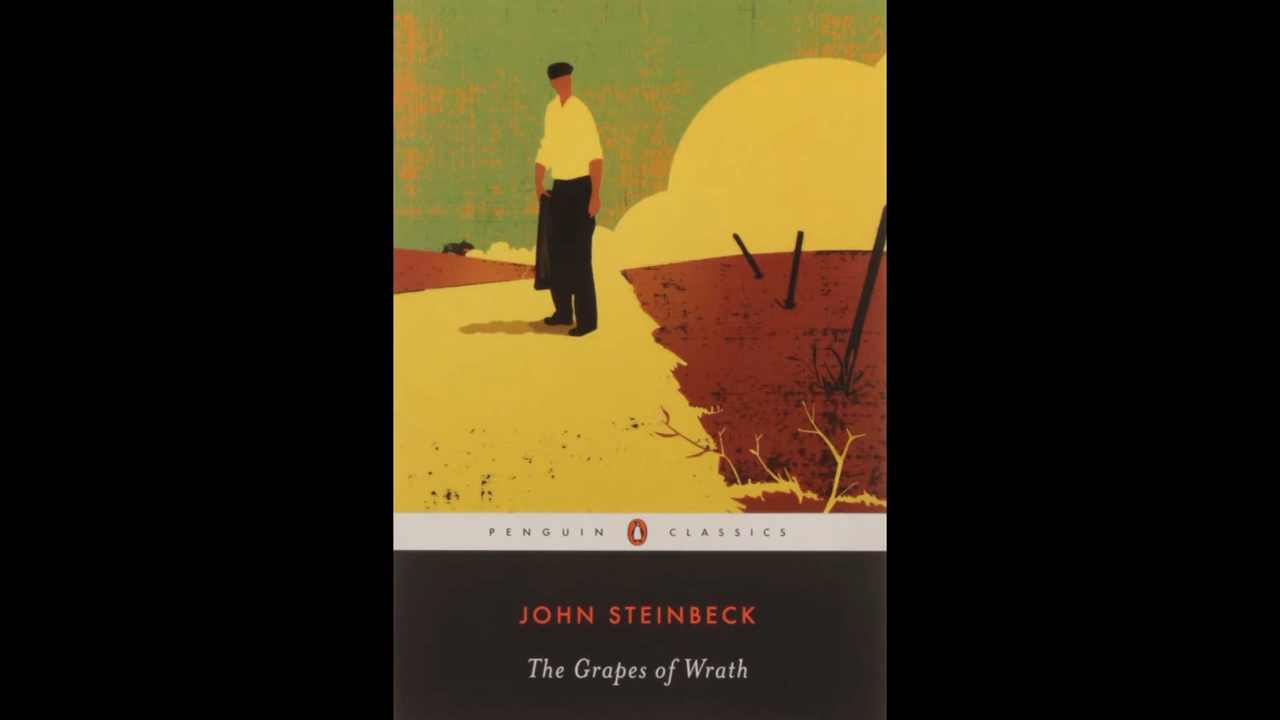 PENGUIN CLASSICS
JOHN STEINBECK
The Grapes of Wrath